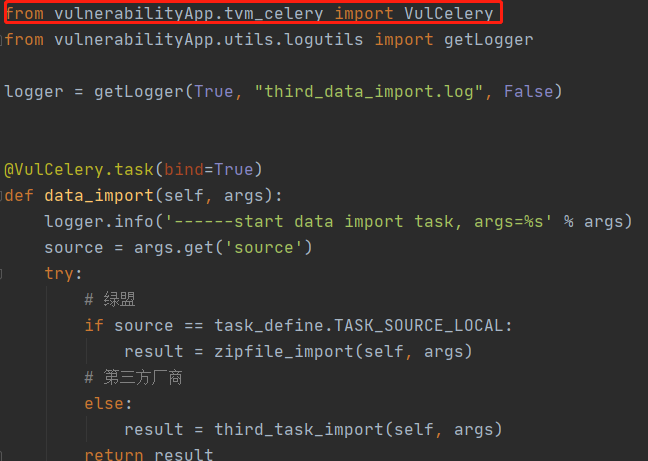 from vulnerabilityApp.tvm_celery import VulCelery
from vulnerabilityApp.utils.logutils import getLogger
logger = getLogger(True, "third_data_import.log", False)
@VulCelery.task(bind=True)
def data_import(self, args):
    logger.info('------start data import task, args=%s' % args)
    source = args.get('source')
    try:
        # 绿盟
        if source == task_define.TASK_SOURCE_LOCAL:
            result = zipfile_import(self, args)
        # 第三方厂商
        else:
            result = third_task_import(self, args)
        return result